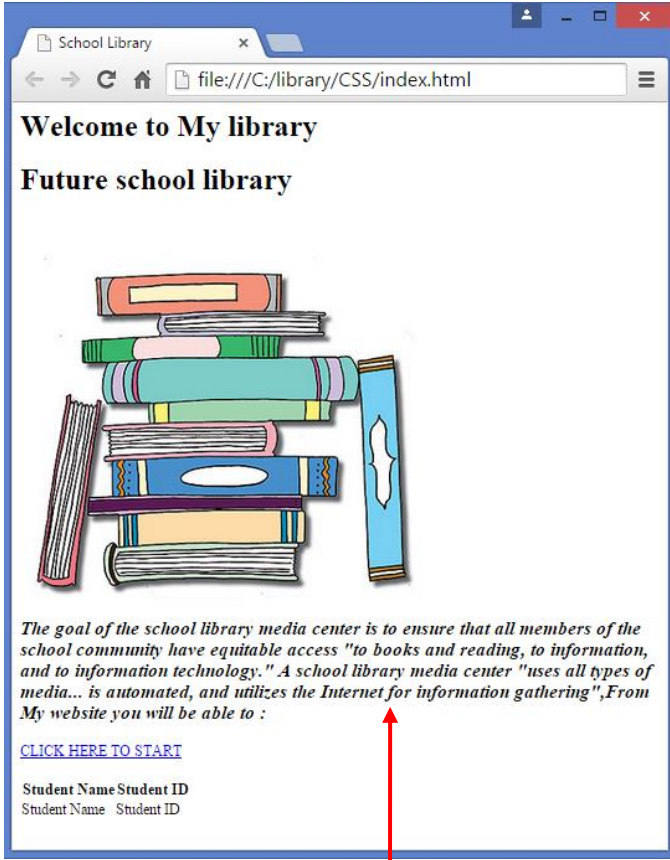 School Library
file:///C:/library/CSS/index.html
Welcome to My library
Future school library
The goal of the school library media center is to ensure that all members of the
school community have equitable access "to books and reading, to information,
and to information technology." A school library media center "uses all types of
media... is automated, and utilizes the Internet for information gathering",From
My website you will be able to :
CLICK HERE TO START
Student Name Student ID
Student Name Student ID